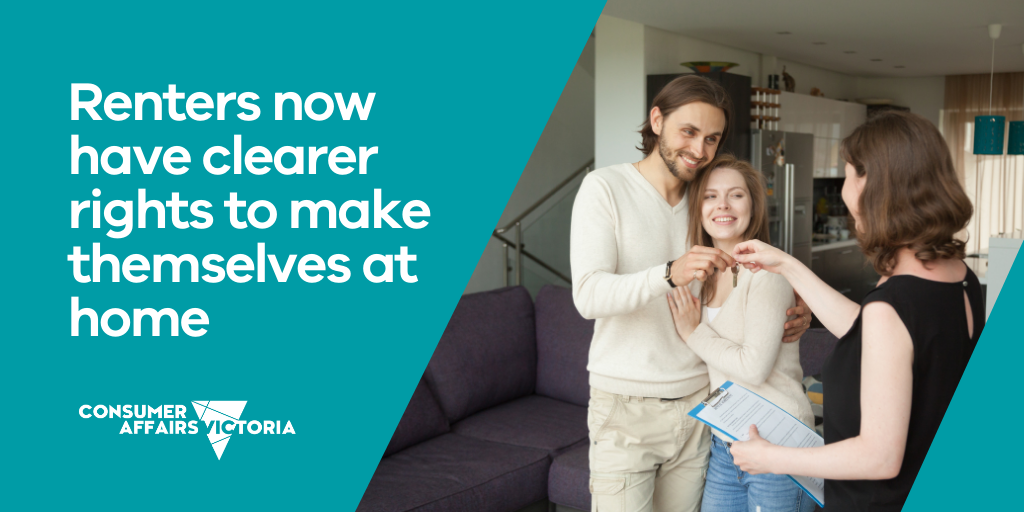 Renters now
have clearer
rights to make
themselves at
home
CONSUMER
AFFAIRS VICTORIA